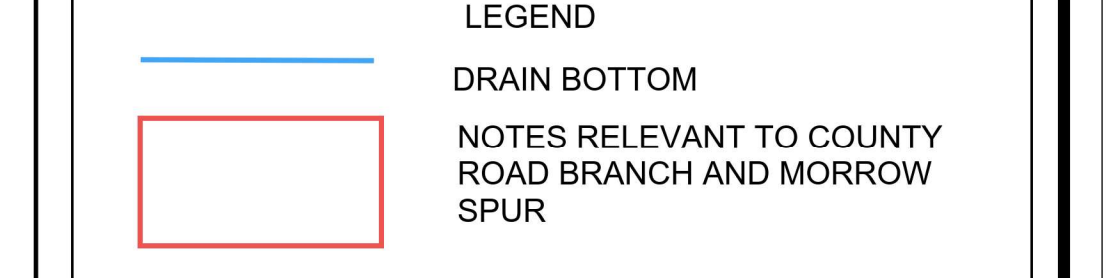 LEGEND
DRAIN BOTTOM
NOTES RELEVANT TO COUNTY
ROAD BRANCH AND MORROW
SPUR